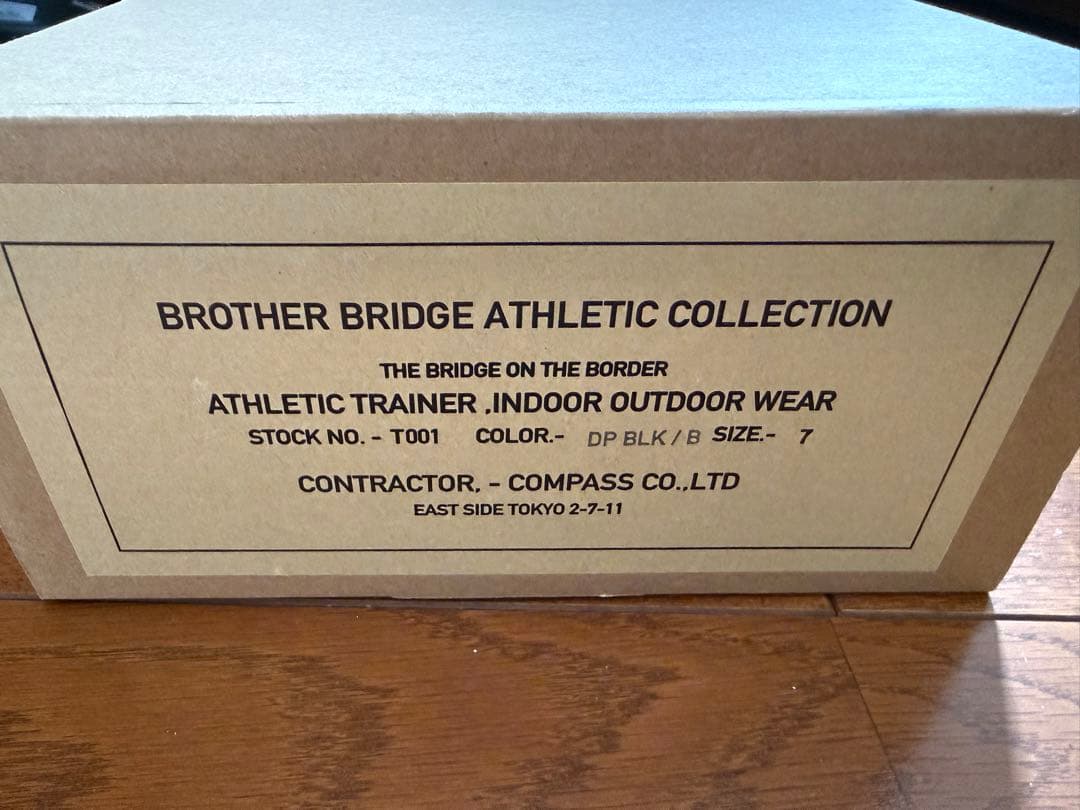 BROTHER BRIDGE ATHLETIC COLLECTION
THE BRIDGE ON THE BORDER
ATHLETIC TRAINER ,INDOOR OUTDOOR WEAR
STOCK NO. - T001 COLOR.- DP BLK / B SIZE.- 7
CONTRACTOR, - COMPASS CO.,LTD
EAST SIDE TOKYO 2-7-11